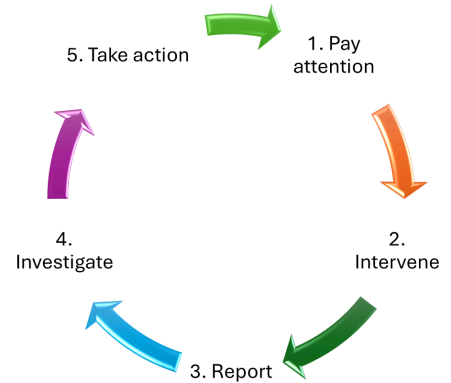 1. Pay
attention
2.
Intervene
3. Report
4.
Investigate
5. Take action